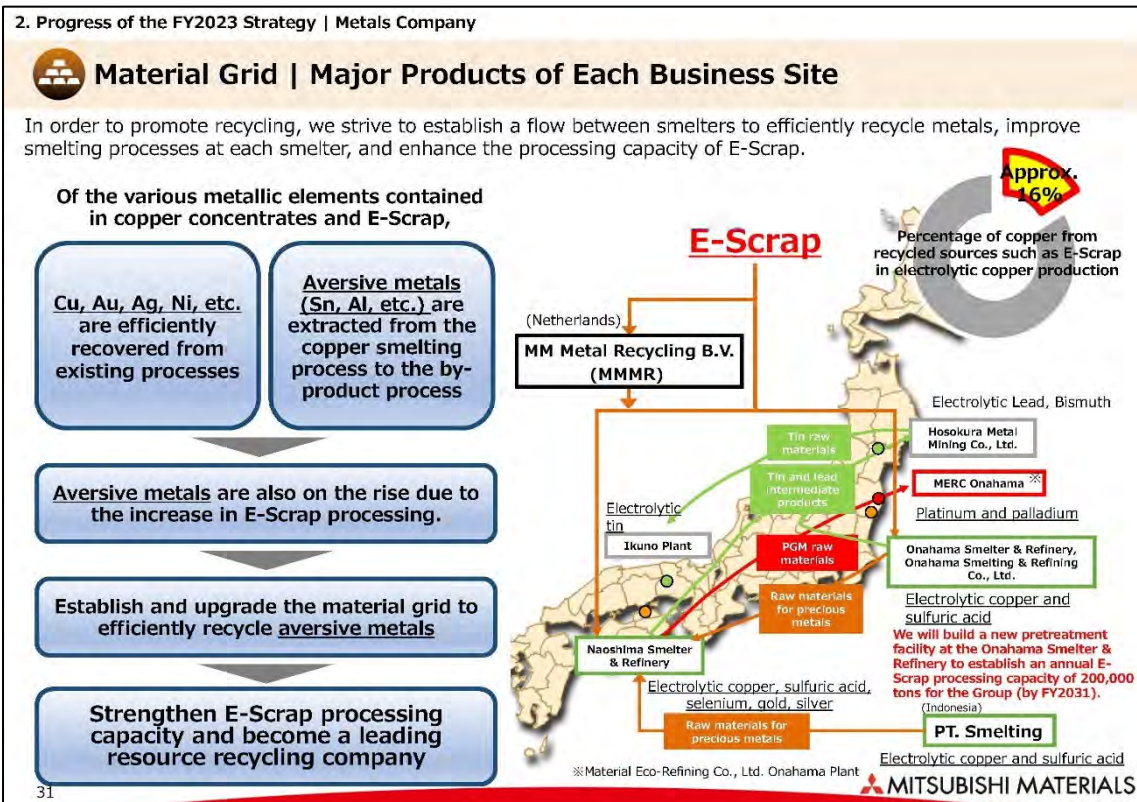 2. Progress of the FY2023 Strategy | Metals Company
Material Grid | Major Products of Each Business Site
In order to promote recycling, we strive to establish a flow between smelters to efficiently recycle metals, improve
smelting processes at each smelter, and enhance the processing capacity of E-Scrap.
Of the various metallic elements contained
in copper concentrates and E-Scrap,
Cu, Au, Ag, Ni, etc.
are efficiently
recovered from
existing processes
Aversive metals
(Sn, Al, etc.) are
extracted from the
copper smelting
process to the by-
product process
Aversive metals are also on the rise due to
the increase in E-Scrap processing.
Establish and upgrade the material grid to
efficiently recycle aversive metals
Strengthen E-Scrap processing
capacity and become a leading
resource recycling company
Approx.
16%
Percentage of copper from
recycled sources such as E-Scrap
in electrolytic copper production
E-Scrap
(Netherlands)
MM Metal Recycling B.V.
(MMMR)
Electrolytic Lead, Bismuth
Hosokura Metal
Mining Co., Ltd.
Tin raw
materials
Tin and lead
intermediate
products
MERC Onahama ※
Platinum and palladium
Electrolytic
tin
Ikuno Plant
PGM raw
materials
Onahama Smelter & Refinery,
Onahama Smelting & Refining
Co., Ltd.
Raw materials
for precious
metals
Electrolytic copper and
sulfuric acid
We will build a new pretreatment
facility at the Onahama Smelter &
Refinery to establish an annual E-
Scrap processing capacity of 200,000
tons for the Group (by FY2031).
Naoshima Smelter
& Refinery
Electrolytic copper, sulfuric acid,
selenium, gold, silver
(Indonesia)
PT. Smelting
Raw materials for
precious metals
Electrolytic copper and sulfuric acid
※Material Eco-Refining Co., Ltd. Onahama Plant
MITSUBISHI MATERIALS
31